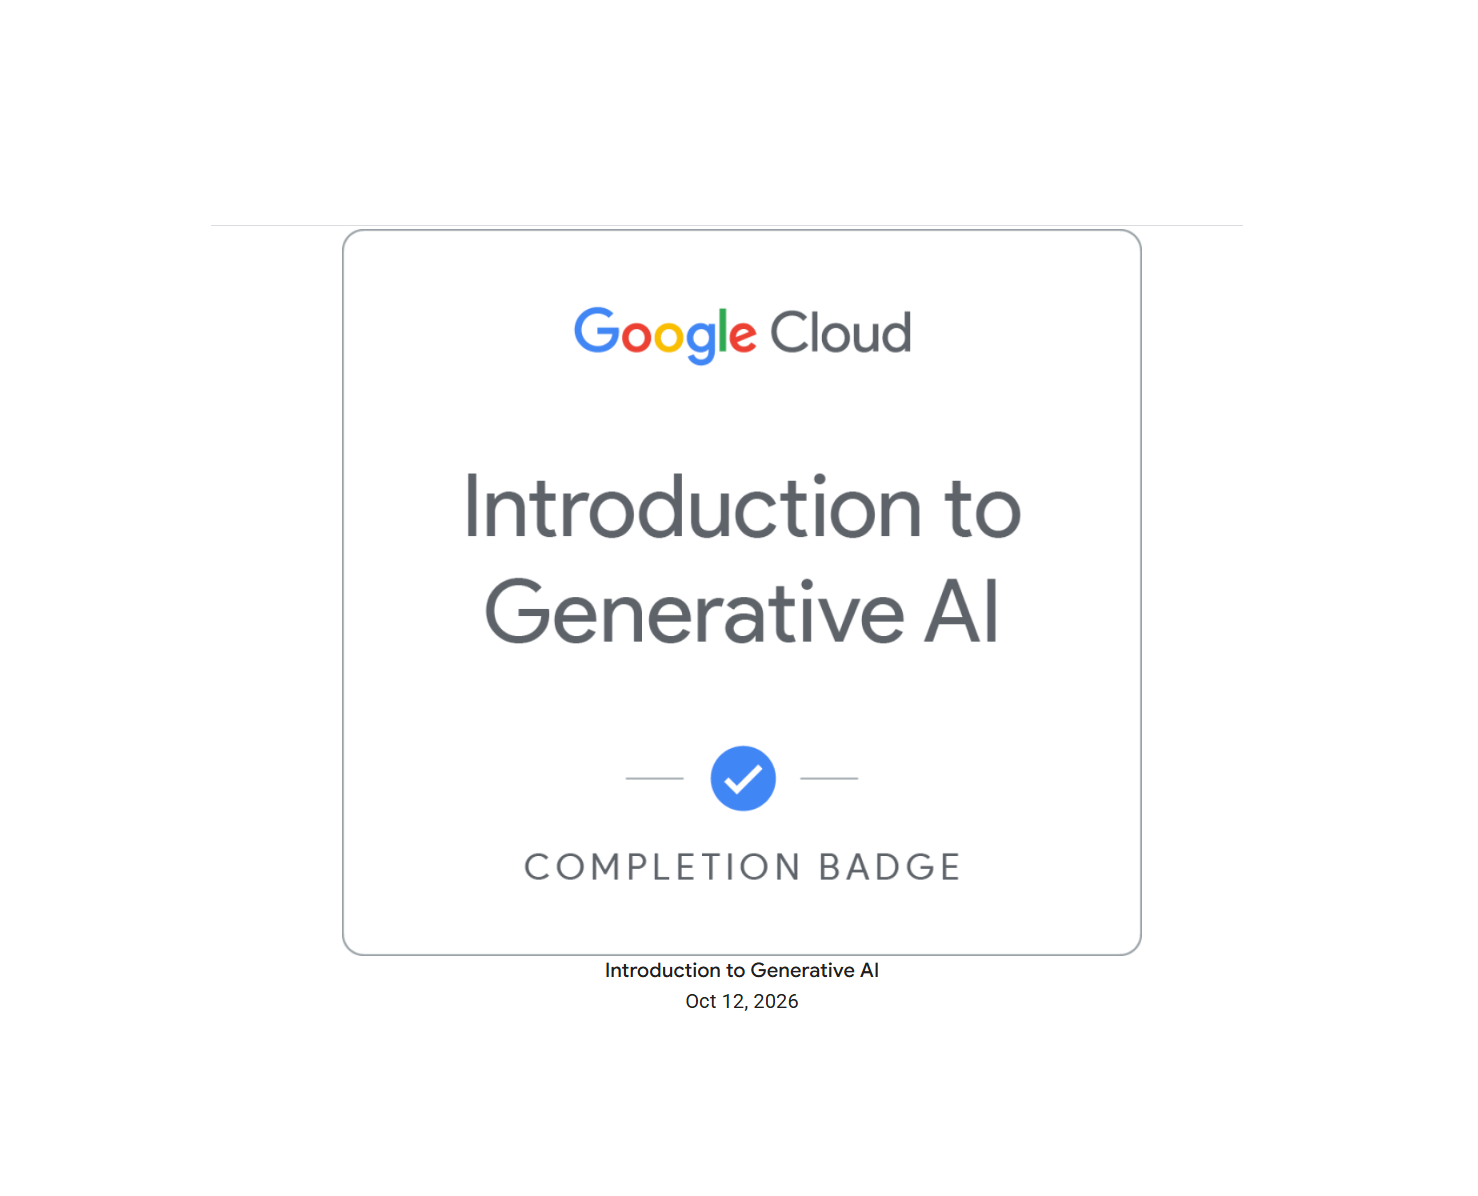 Google Cloud
Introduction to
Generative AI
COMPLETION BADGE
Introduction to Generative AI
Oct 12, 2026